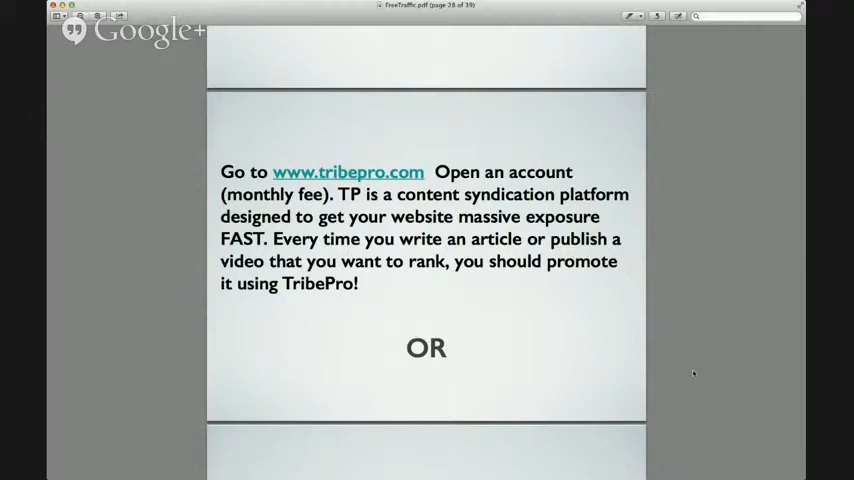 FreeTraffic.pdf (page 28 of 39)
Google+
Go to www.tribepro.com Open an account
(monthly fee). TP is a content syndication platform
designed to get your website massive exposure
FAST. Every time you write an article or publish a
video that you want to rank, you should promote
it using TribePro!
OR